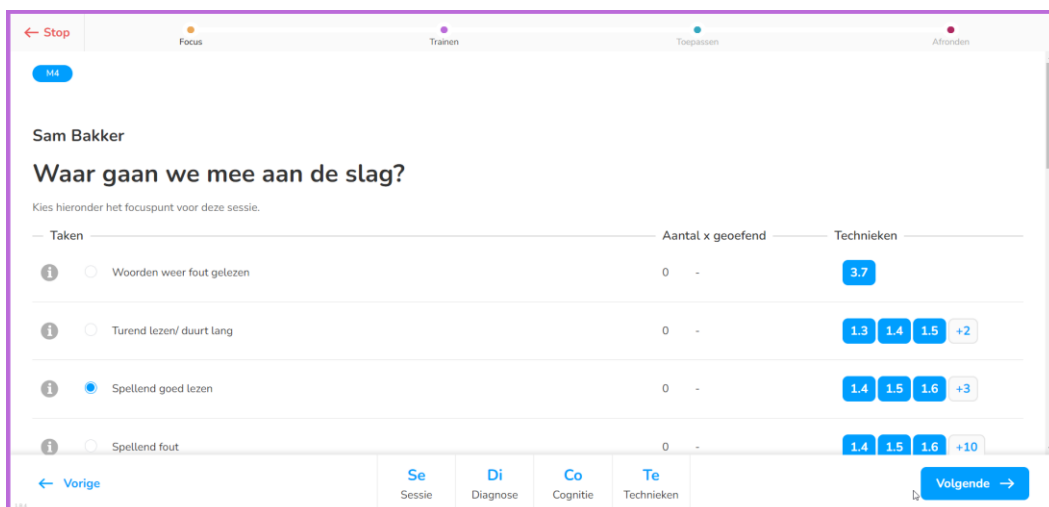 ← Stop
Focus
Trainen
Toepassen
Afronden
M4
Sam Bakker
Waar gaan we mee aan de slag?
Kies hieronder het focuspunt voor deze sessie.
Taken Aantal x geoefend Technieken
Woorden weer fout gelezen 0 - 3.7
Turend lezen/ duurt lang 0 - 1.3 1.4 1.5 +2
Spellend goed lezen 0 - 1.4 1.5 1.6 +3
Spellend fout 0 - 1.4 1.5 1.6 +10
← Vorige
Se Sessie
Di Diagnose
Co Cognitie
Te Technieken
Volgende →